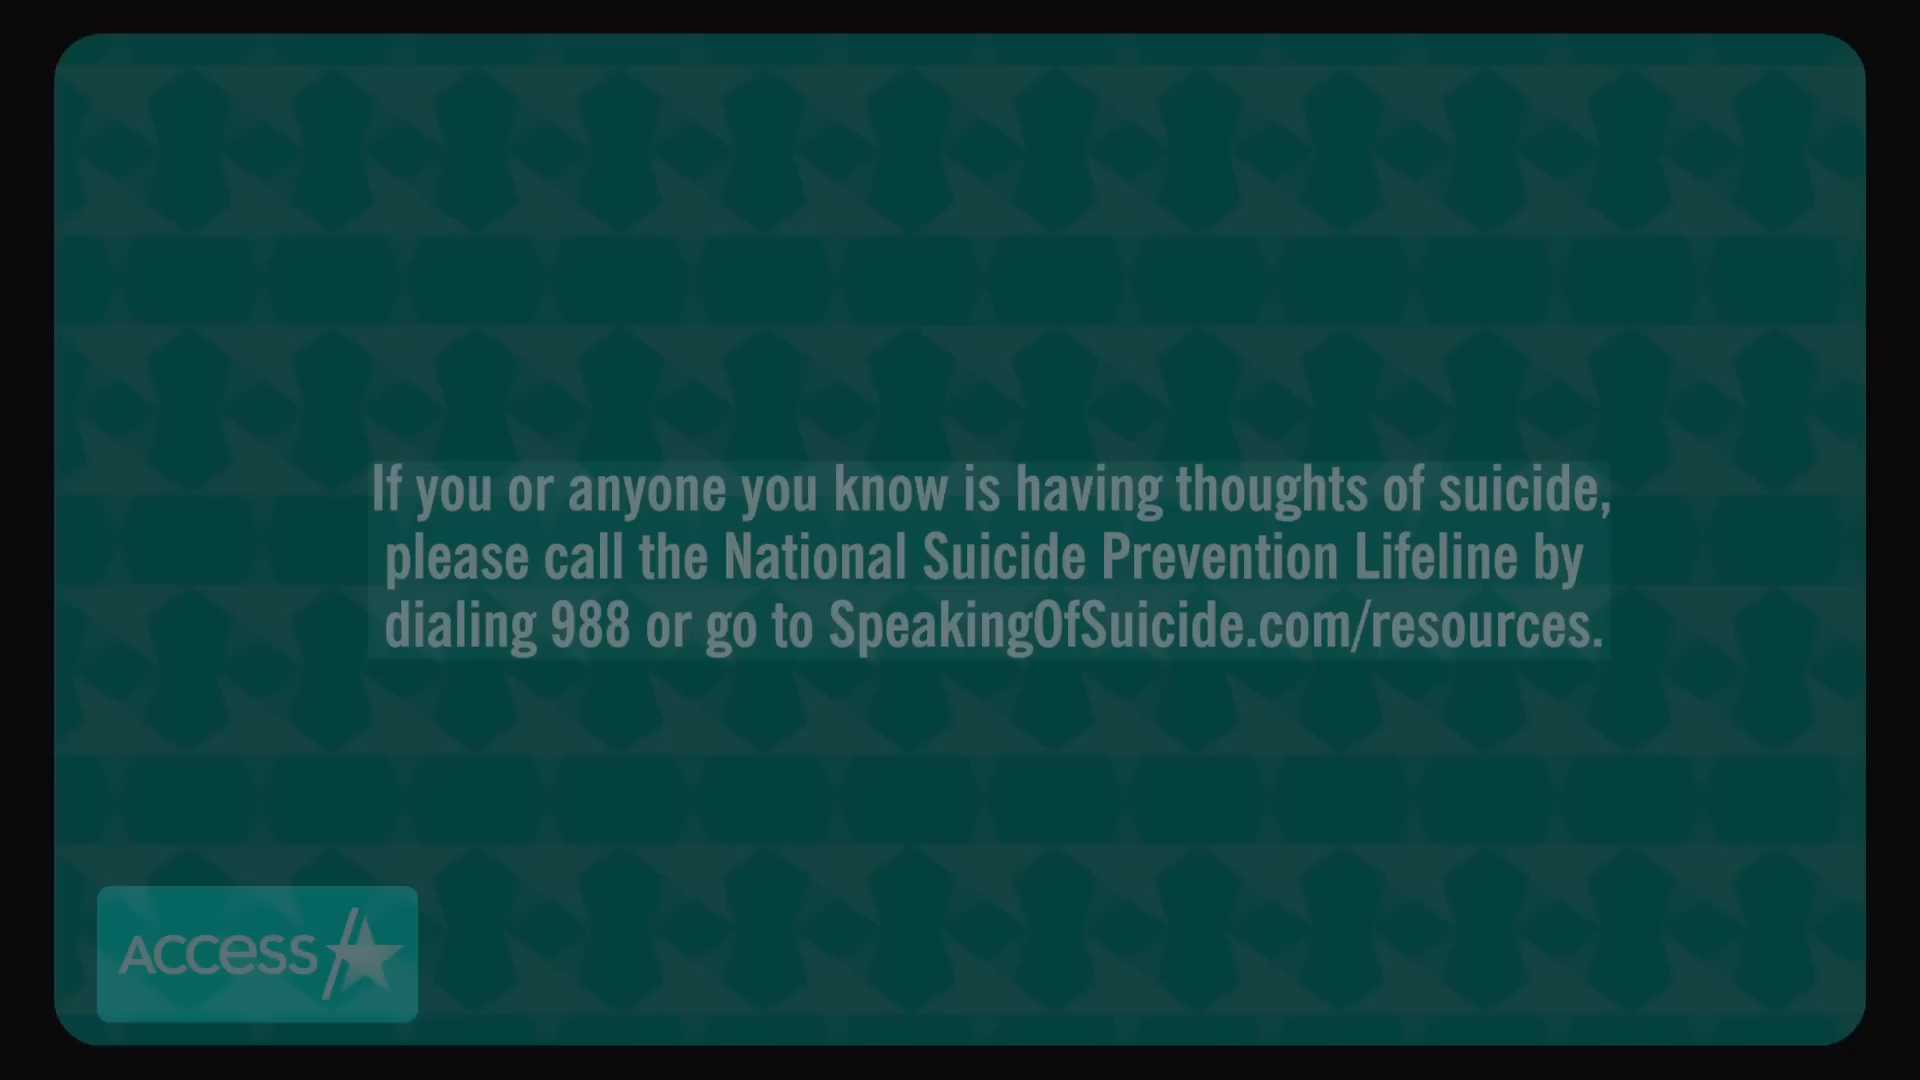 If you or anyone you know is having thoughts of suicide,
please call the National Suicide Prevention Lifeline by
dialing 988 or go to SpeakingOfSuicide.com/resources.
ACCESS